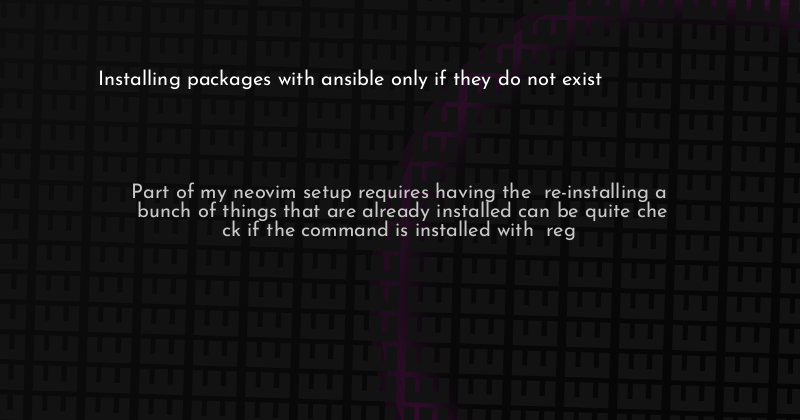 Installing packages with ansible only if they do not exist
Part of my neovim setup requires having the  re-installing a
bunch of things that are already installed can be quite che
ck if the command is installed with  reg